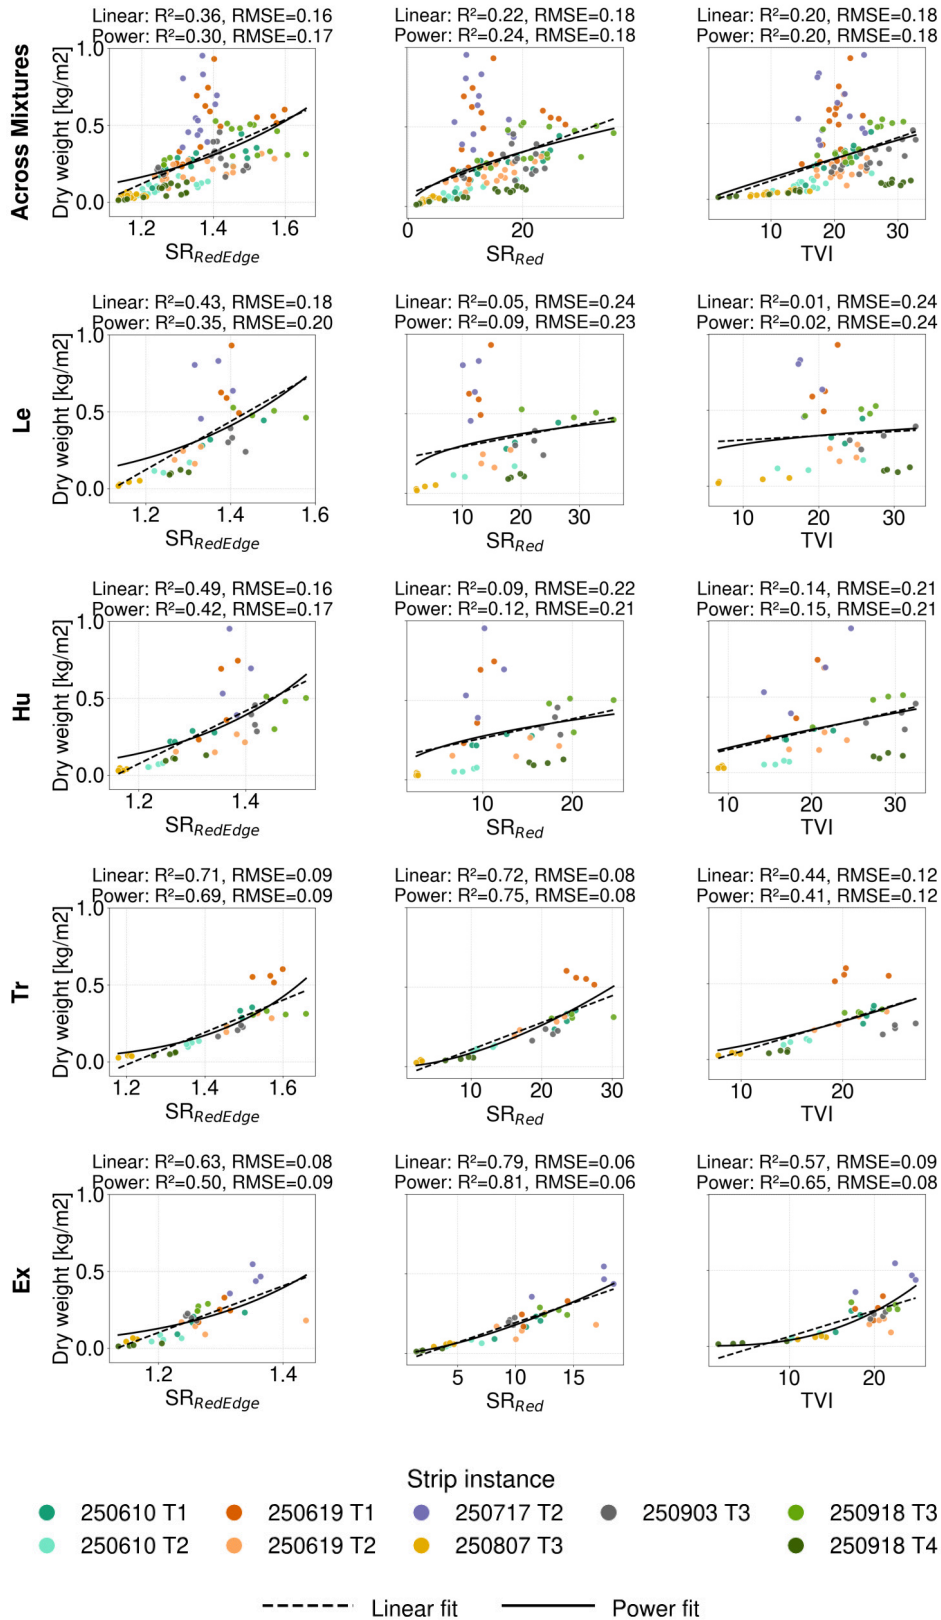 Linear: R²=0.36, RMSE=0.16
Power: R²=0.30, RMSE=0.17
Linear: R²=0.22, RMSE=0.18
Power: R²=0.24, RMSE=0.18
Linear: R²=0.20, RMSE=0.18
Power: R²=0.20, RMSE=0.18
Across Mixtures
Dry weight [kg/m2]
1.0
0.5
0.0
1.2 1.4 1.6
SR_RedEdge
0 20
SR_Red
10 20 30
TVI
Linear: R²=0.43, RMSE=0.18
Power: R²=0.35, RMSE=0.20
Linear: R²=0.05, RMSE=0.24
Power: R²=0.09, RMSE=0.23
Linear: R²=0.01, RMSE=0.24
Power: R²=0.02, RMSE=0.24
Le
Dry weight [kg/m2]
1.0
0.5
0.0
1.2 1.4 1.6
SR_RedEdge
10 20 30
SR_Red
10 20 30
TVI
Linear: R²=0.49, RMSE=0.16
Power: R²=0.42, RMSE=0.17
Linear: R²=0.09, RMSE=0.22
Power: R²=0.12, RMSE=0.21
Linear: R²=0.14, RMSE=0.21
Power: R²=0.15, RMSE=0.21
Hu
Dry weight [kg/m2]
1.0
0.5
0.0
1.2 1.4
SR_RedEdge
10 20
SR_Red
10 20 30
TVI
Linear: R²=0.71, RMSE=0.09
Power: R²=0.69, RMSE=0.09
Linear: R²=0.72, RMSE=0.08
Power: R²=0.75, RMSE=0.08
Linear: R²=0.44, RMSE=0.12
Power: R²=0.41, RMSE=0.12
Tr
Dry weight [kg/m2]
1.0
0.5
0.0
1.2 1.4 1.6
SR_RedEdge
10 20 30
SR_Red
10 20
TVI
Linear: R²=0.63, RMSE=0.08
Power: R²=0.50, RMSE=0.09
Linear: R²=0.79, RMSE=0.06
Power: R²=0.81, RMSE=0.06
Linear: R²=0.57, RMSE=0.09
Power: R²=0.65, RMSE=0.08
Ex
Dry weight [kg/m2]
1.0
0.5
0.0
1.2 1.4
SR_RedEdge
5 10 15
SR_Red
10 20
TVI
Strip instance
250610 T1 250619 T1 250717 T2 250903 T3 250918 T3
250610 T2 250619 T2 250807 T3 250918 T4
Linear fit Power fit